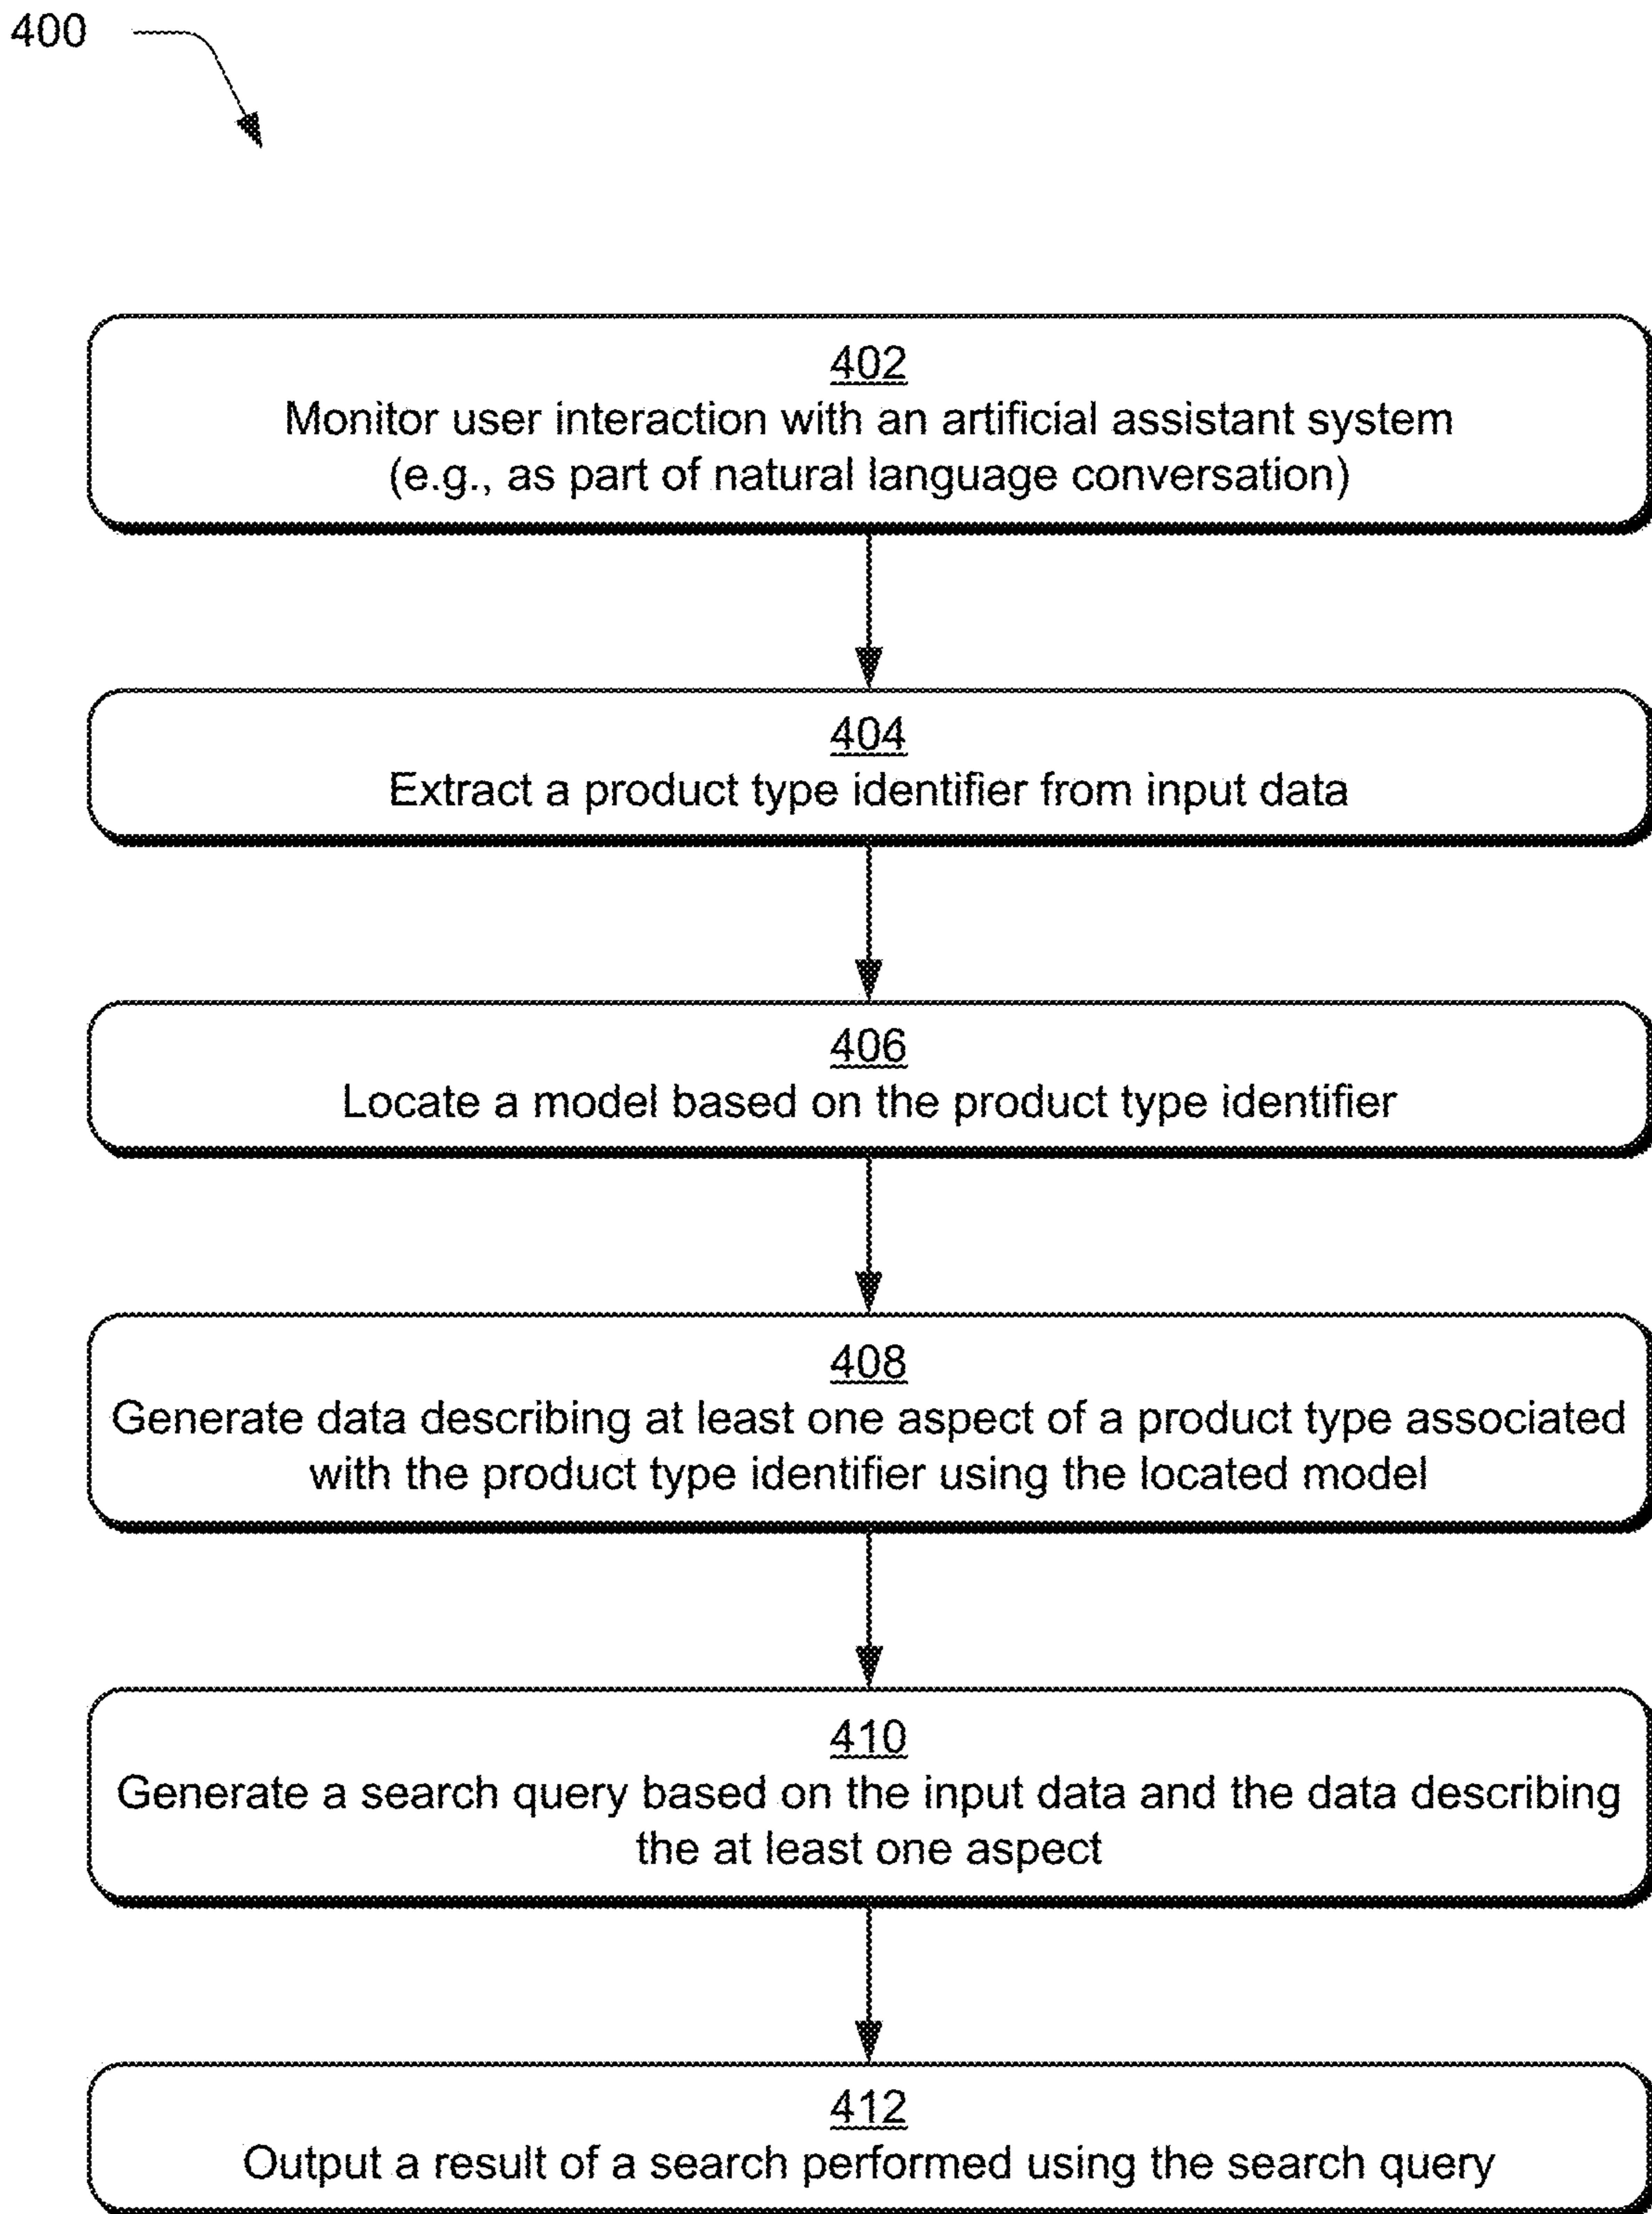 400
402
Monitor user interaction with an artificial assistant system
(e.g., as part of natural language conversation)
404
Extract a product type identifier from input data
406
Locate a model based on the product type identifier
408
Generate data describing at least one aspect of a product type associated
with the product type identifier using the located model
410
Generate a search query based on the input data and the data describing
the at least one aspect
412
Output a result of a search performed using the search query